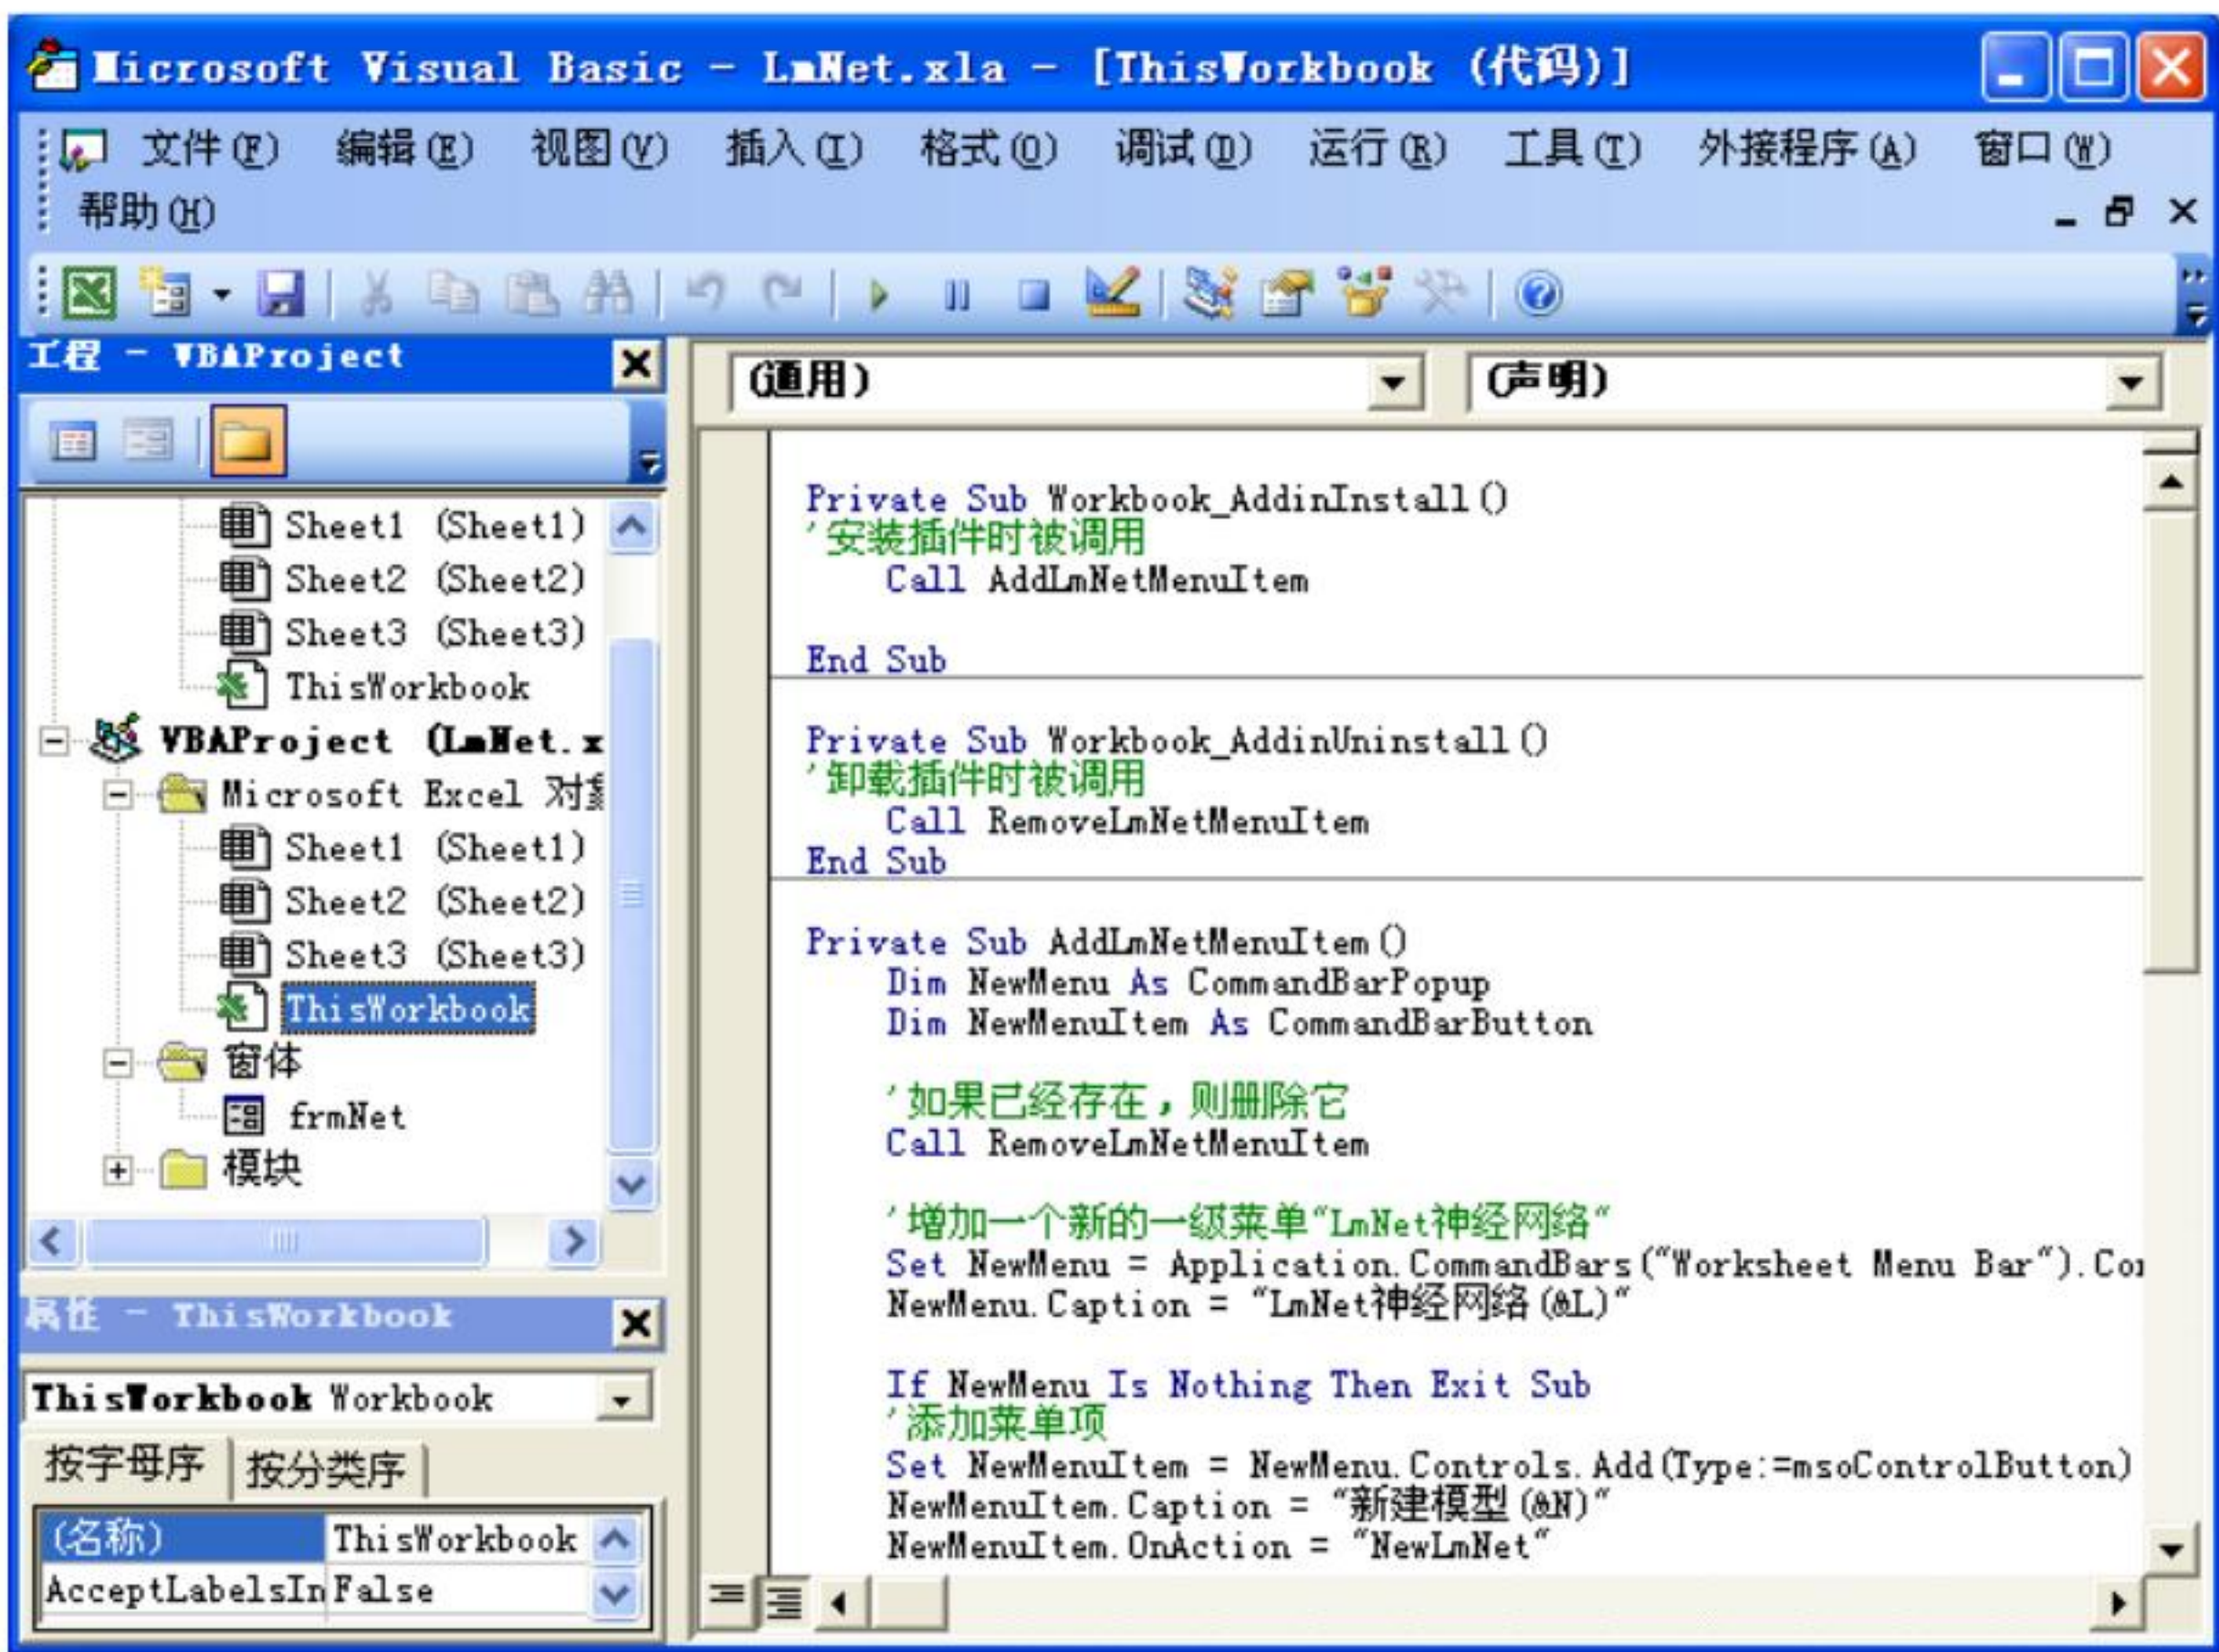 Microsoft Visual Basic - LmNet.xla - [ThisWorkbook (代码)]
文件(F) 编辑(E) 视图(V) 插入(I) 格式(O) 调试(D) 运行(R) 工具(T) 外接程序(A) 窗口(W)
帮助(H)
工程 - VBAProject
Sheet1 (Sheet1)
Sheet2 (Sheet2)
Sheet3 (Sheet3)
ThisWorkbook
VBAProject (LmNet.x
Microsoft Excel 对
Sheet1 (Sheet1)
Sheet2 (Sheet2)
Sheet3 (Sheet3)
ThisWorkbook
窗体
frmNet
模块
属性 - ThisWorkbook
ThisWorkbook Workbook
按字母序 按分类序
(名称) ThisWorkbook
AcceptLabelsIn False
(通用) (声明)
Private Sub Workbook_AddinInstall()
'安装插件时被调用
Call AddLmNetMenuItem
End Sub
Private Sub Workbook_AddinUninstall()
'卸载插件时被调用
Call RemoveLmNetMenuItem
End Sub
Private Sub AddLmNetMenuItem()
Dim NewMenu As CommandBarPopup
Dim NewMenuItem As CommandBarButton
'如果已经存在，则删除它
Call RemoveLmNetMenuItem
'增加一个新的一级菜单"LmNet神经网络"
Set NewMenu = Application.CommandBars("Worksheet Menu Bar").Co
NewMenu.Caption = "LmNet神经网络(&L)"
If NewMenu Is Nothing Then Exit Sub
'添加菜单项
Set NewMenuItem = NewMenu.Controls.Add(Type:=msoControlButton)
NewMenuItem.Caption = "新建模型(&N)"
NewMenuItem.OnAction = "NewLmNet"